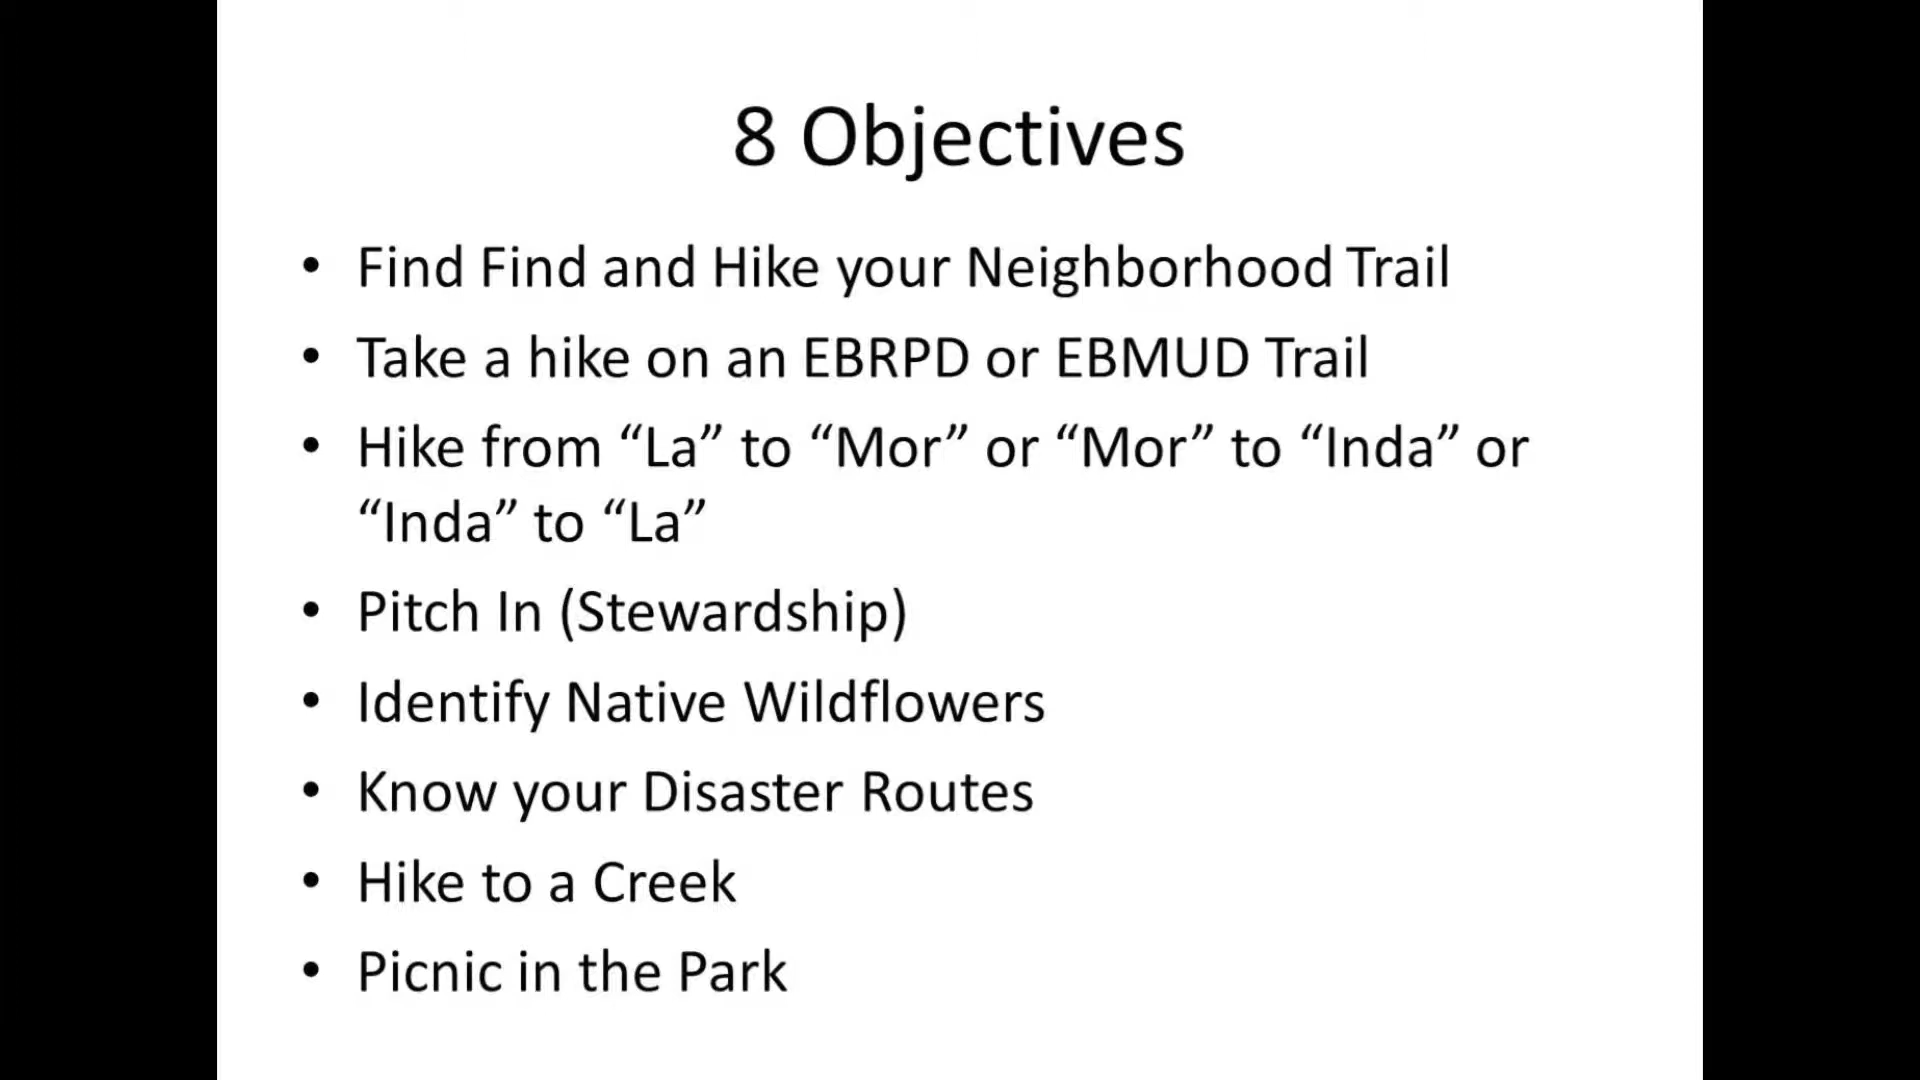 8 Objectives
• Find Find and Hike your Neighborhood Trail
• Take a hike on an EBRPD or EBMUD Trail
• Hike from “La” to “Mor” or “Mor” to “Inda” or
“Inda” to “La”
• Pitch In (Stewardship)
• Identify Native Wildflowers
• Know your Disaster Routes
• Hike to a Creek
• Picnic in the Park